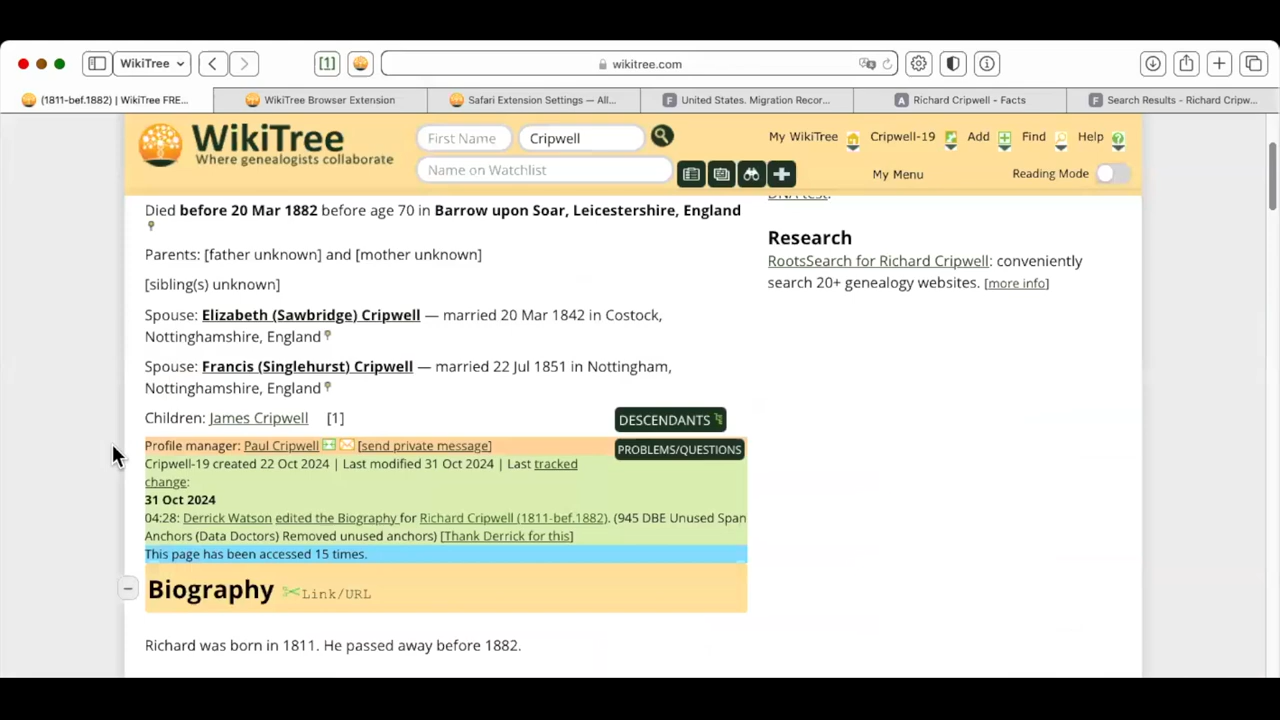 WikiTree
[1]
wikitree.com
(1811-bef.1882) | WikiTree FRE...
WikiTree Browser Extension
Safari Extension Settings — All...
United States. Migration Recor...
Richard Cripwell - Facts
Search Results - Richard Cripw...
WikiTree
Where genealogists collaborate
First Name
Cripwell
Name on Watchlist
My WikiTree
Cripwell-19
Add
Find
Help
My Menu
Reading Mode
Died before 20 Mar 1882 before age 70 in Barrow upon Soar, Leicestershire, England
Parents: [father unknown] and [mother unknown]
[sibling(s) unknown]
Spouse: Elizabeth (Sawbridge) Cripwell — married 20 Mar 1842 in Costock,
Nottinghamshire, England
Spouse: Francis (Singlehurst) Cripwell — married 22 Jul 1851 in Nottingham,
Nottinghamshire, England
Children: James Cripwell [1]
DESCENDANTS
Profile manager: Paul Cripwell [send private message]
PROBLEMS/QUESTIONS
Cripwell-19 created 22 Oct 2024 | Last modified 31 Oct 2024 | Last tracked
change:
31 Oct 2024
04:28: Derrick Watson edited the Biography for Richard Cripwell (1811-bef.1882). (945 DBE Unused Span
Anchors (Data Doctors) Removed unused anchors) [Thank Derrick for this]
This page has been accessed 15 times.
Biography Link/URL
Richard was born in 1811. He passed away before 1882.
DNA test.
Research
RootsSearch for Richard Cripwell: conveniently
search 20+ genealogy websites. [more info]